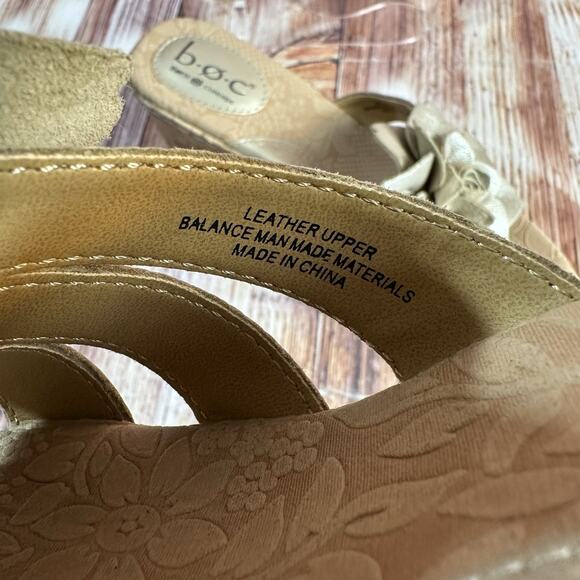 b·ø·c
LEATHER UPPER
BALANCE MAN MADE MATERIALS
MADE IN CHINA